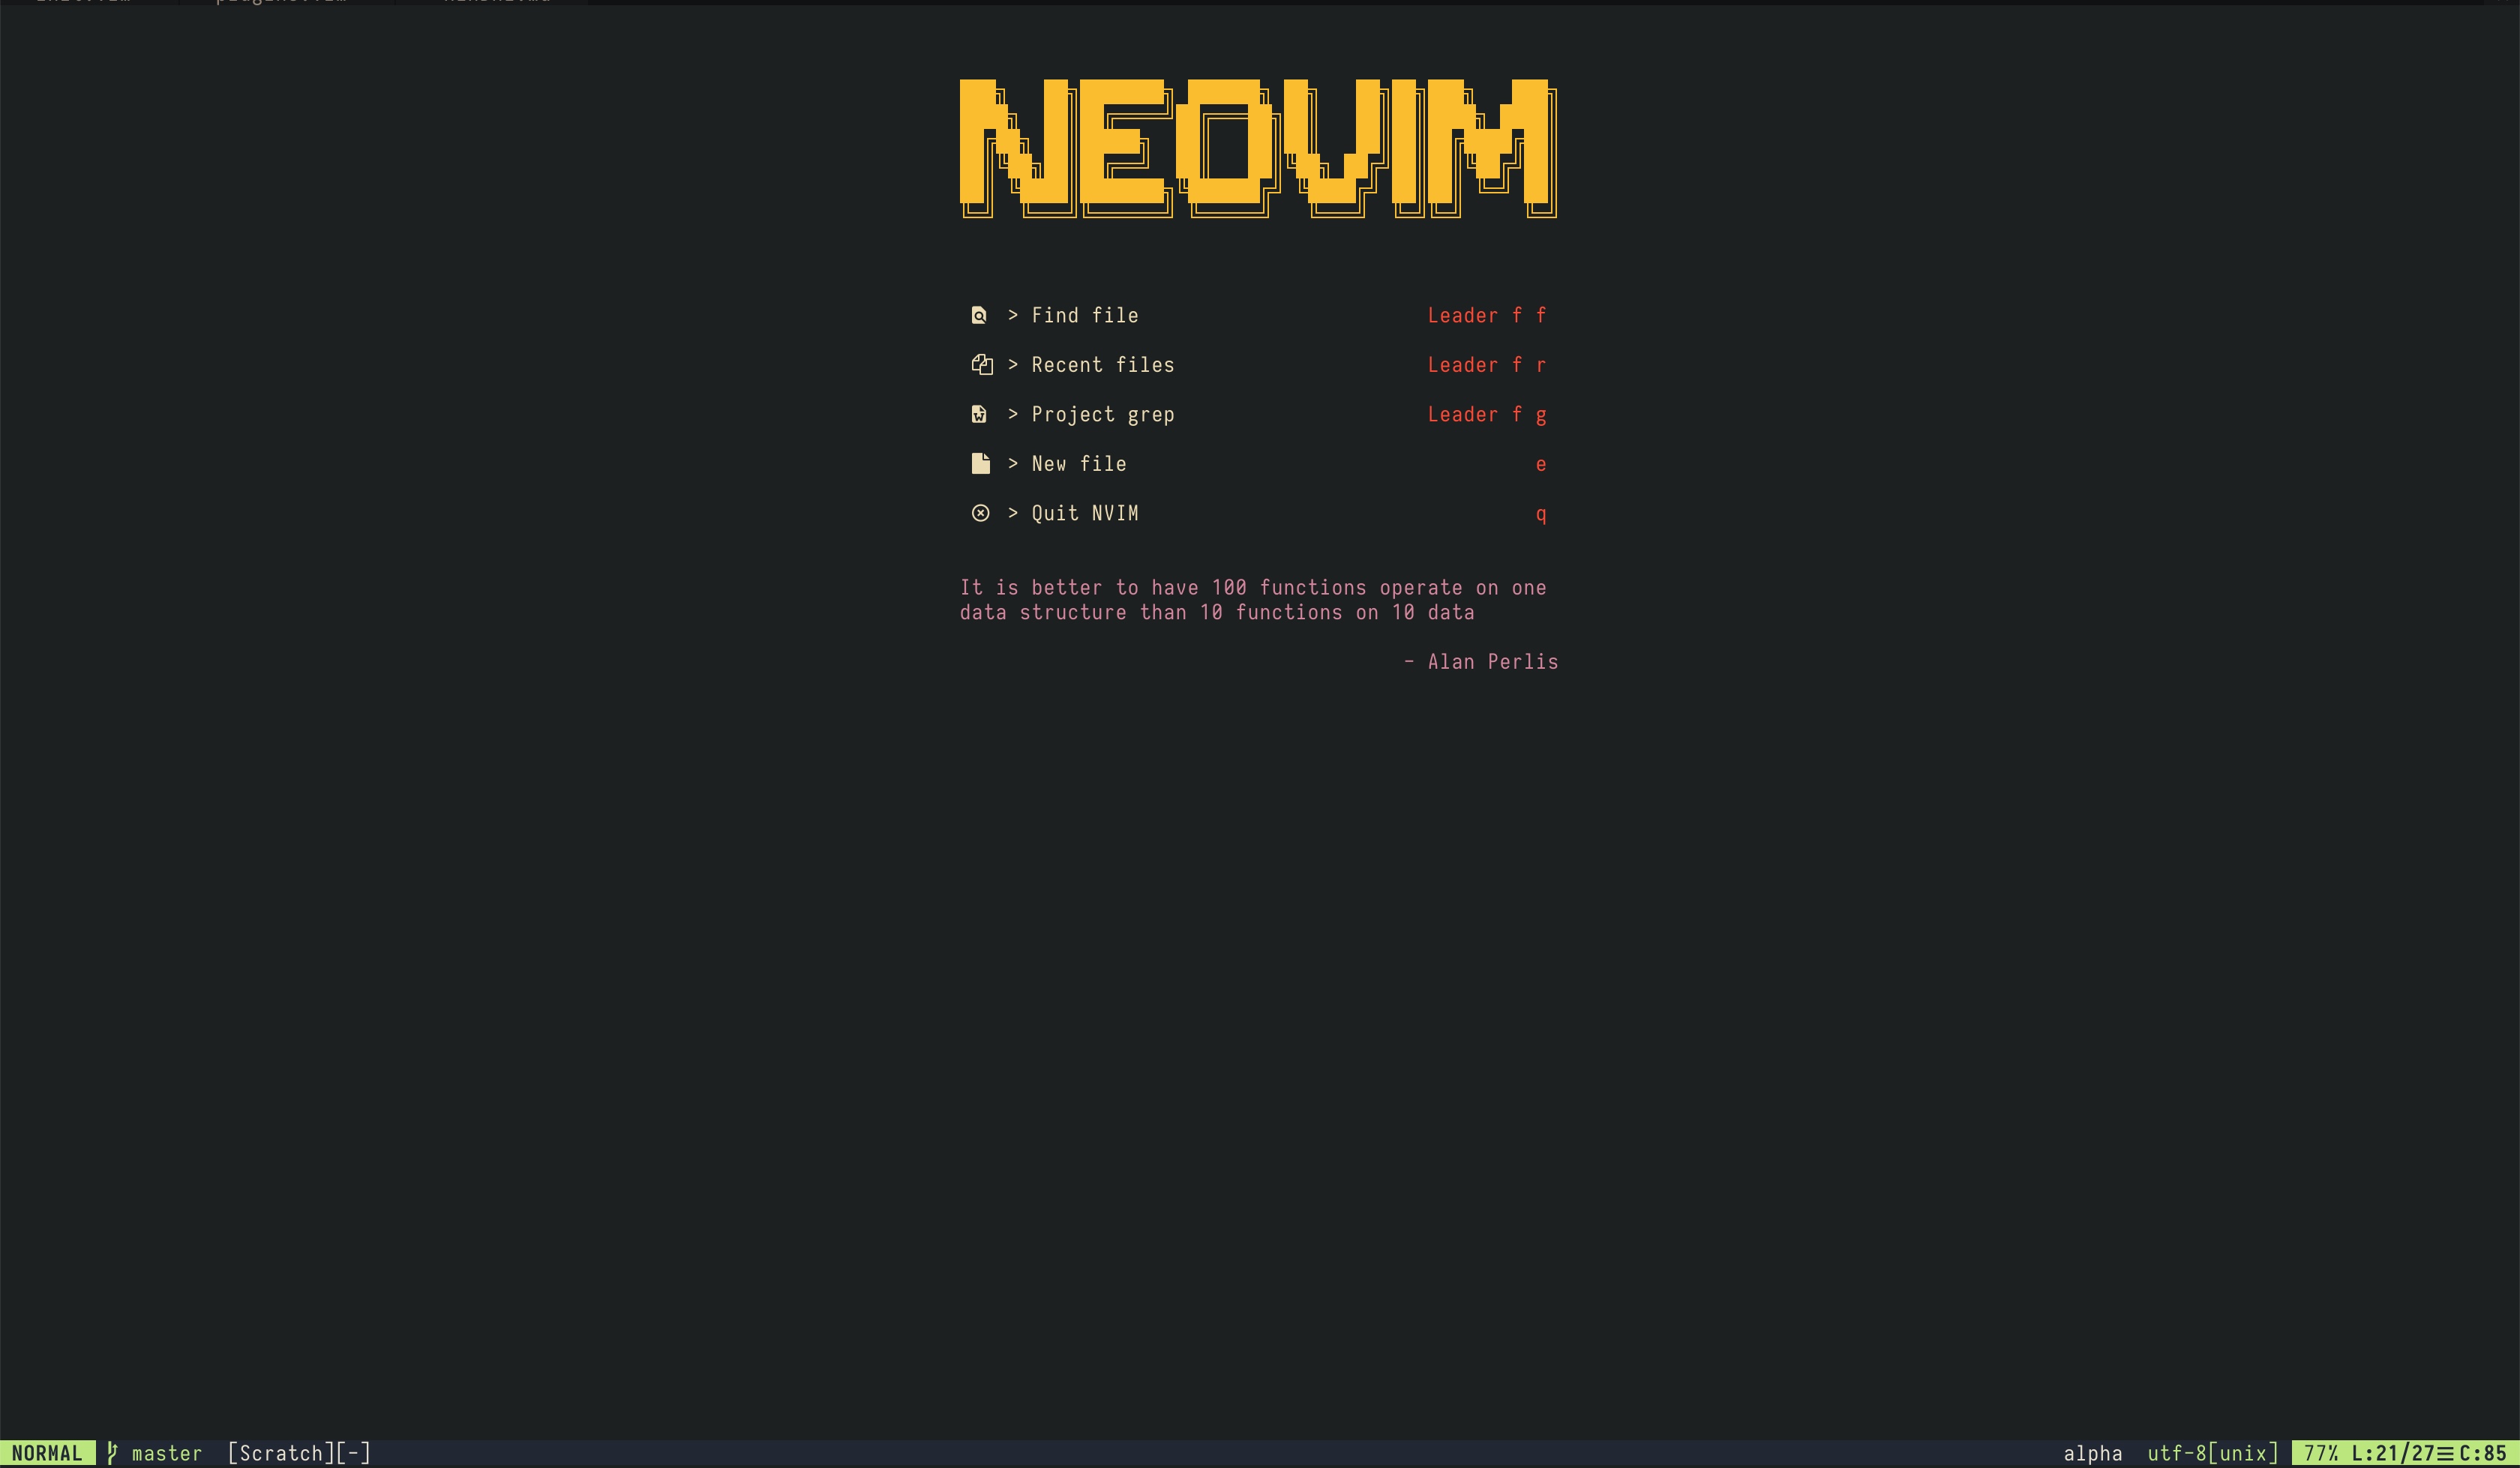 NEOVIM
> Find file Leader f f
> Recent files Leader f r
> Project grep Leader f g
> New file e
> Quit NVIM q
It is better to have 100 functions operate on one
data structure than 10 functions on 10 data
- Alan Perlis
NORMAL master [Scratch][-] alpha utf-8[unix] 77% L:21/27≡C:85